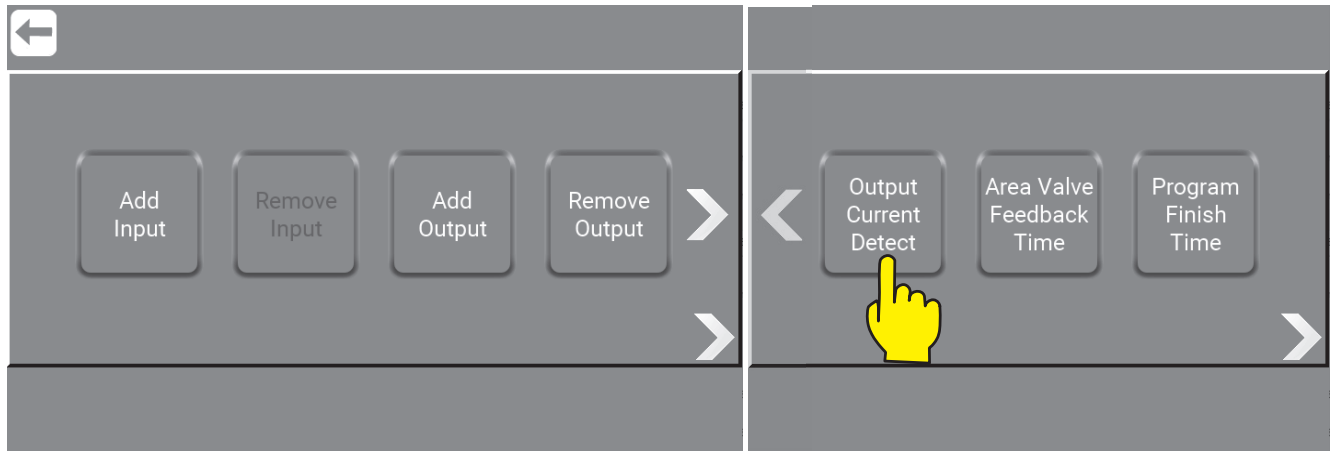 Add
Input
Remove
Input
Add
Output
Remove
Output
Output
Current
Detect
Area Valve
Feedback
Time
Program
Finish
Time